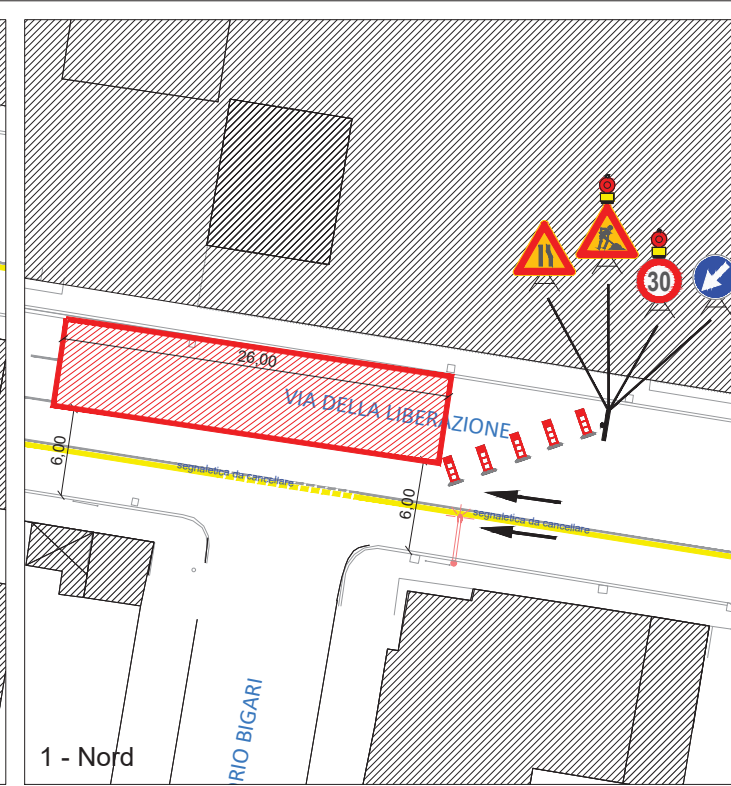 30
26,00
VIA DELLA LIBERAZIONE
6,00
segnaletica da cancellare
6,00
segnaletica da cancellare
RIO BIGARI
1 - Nord